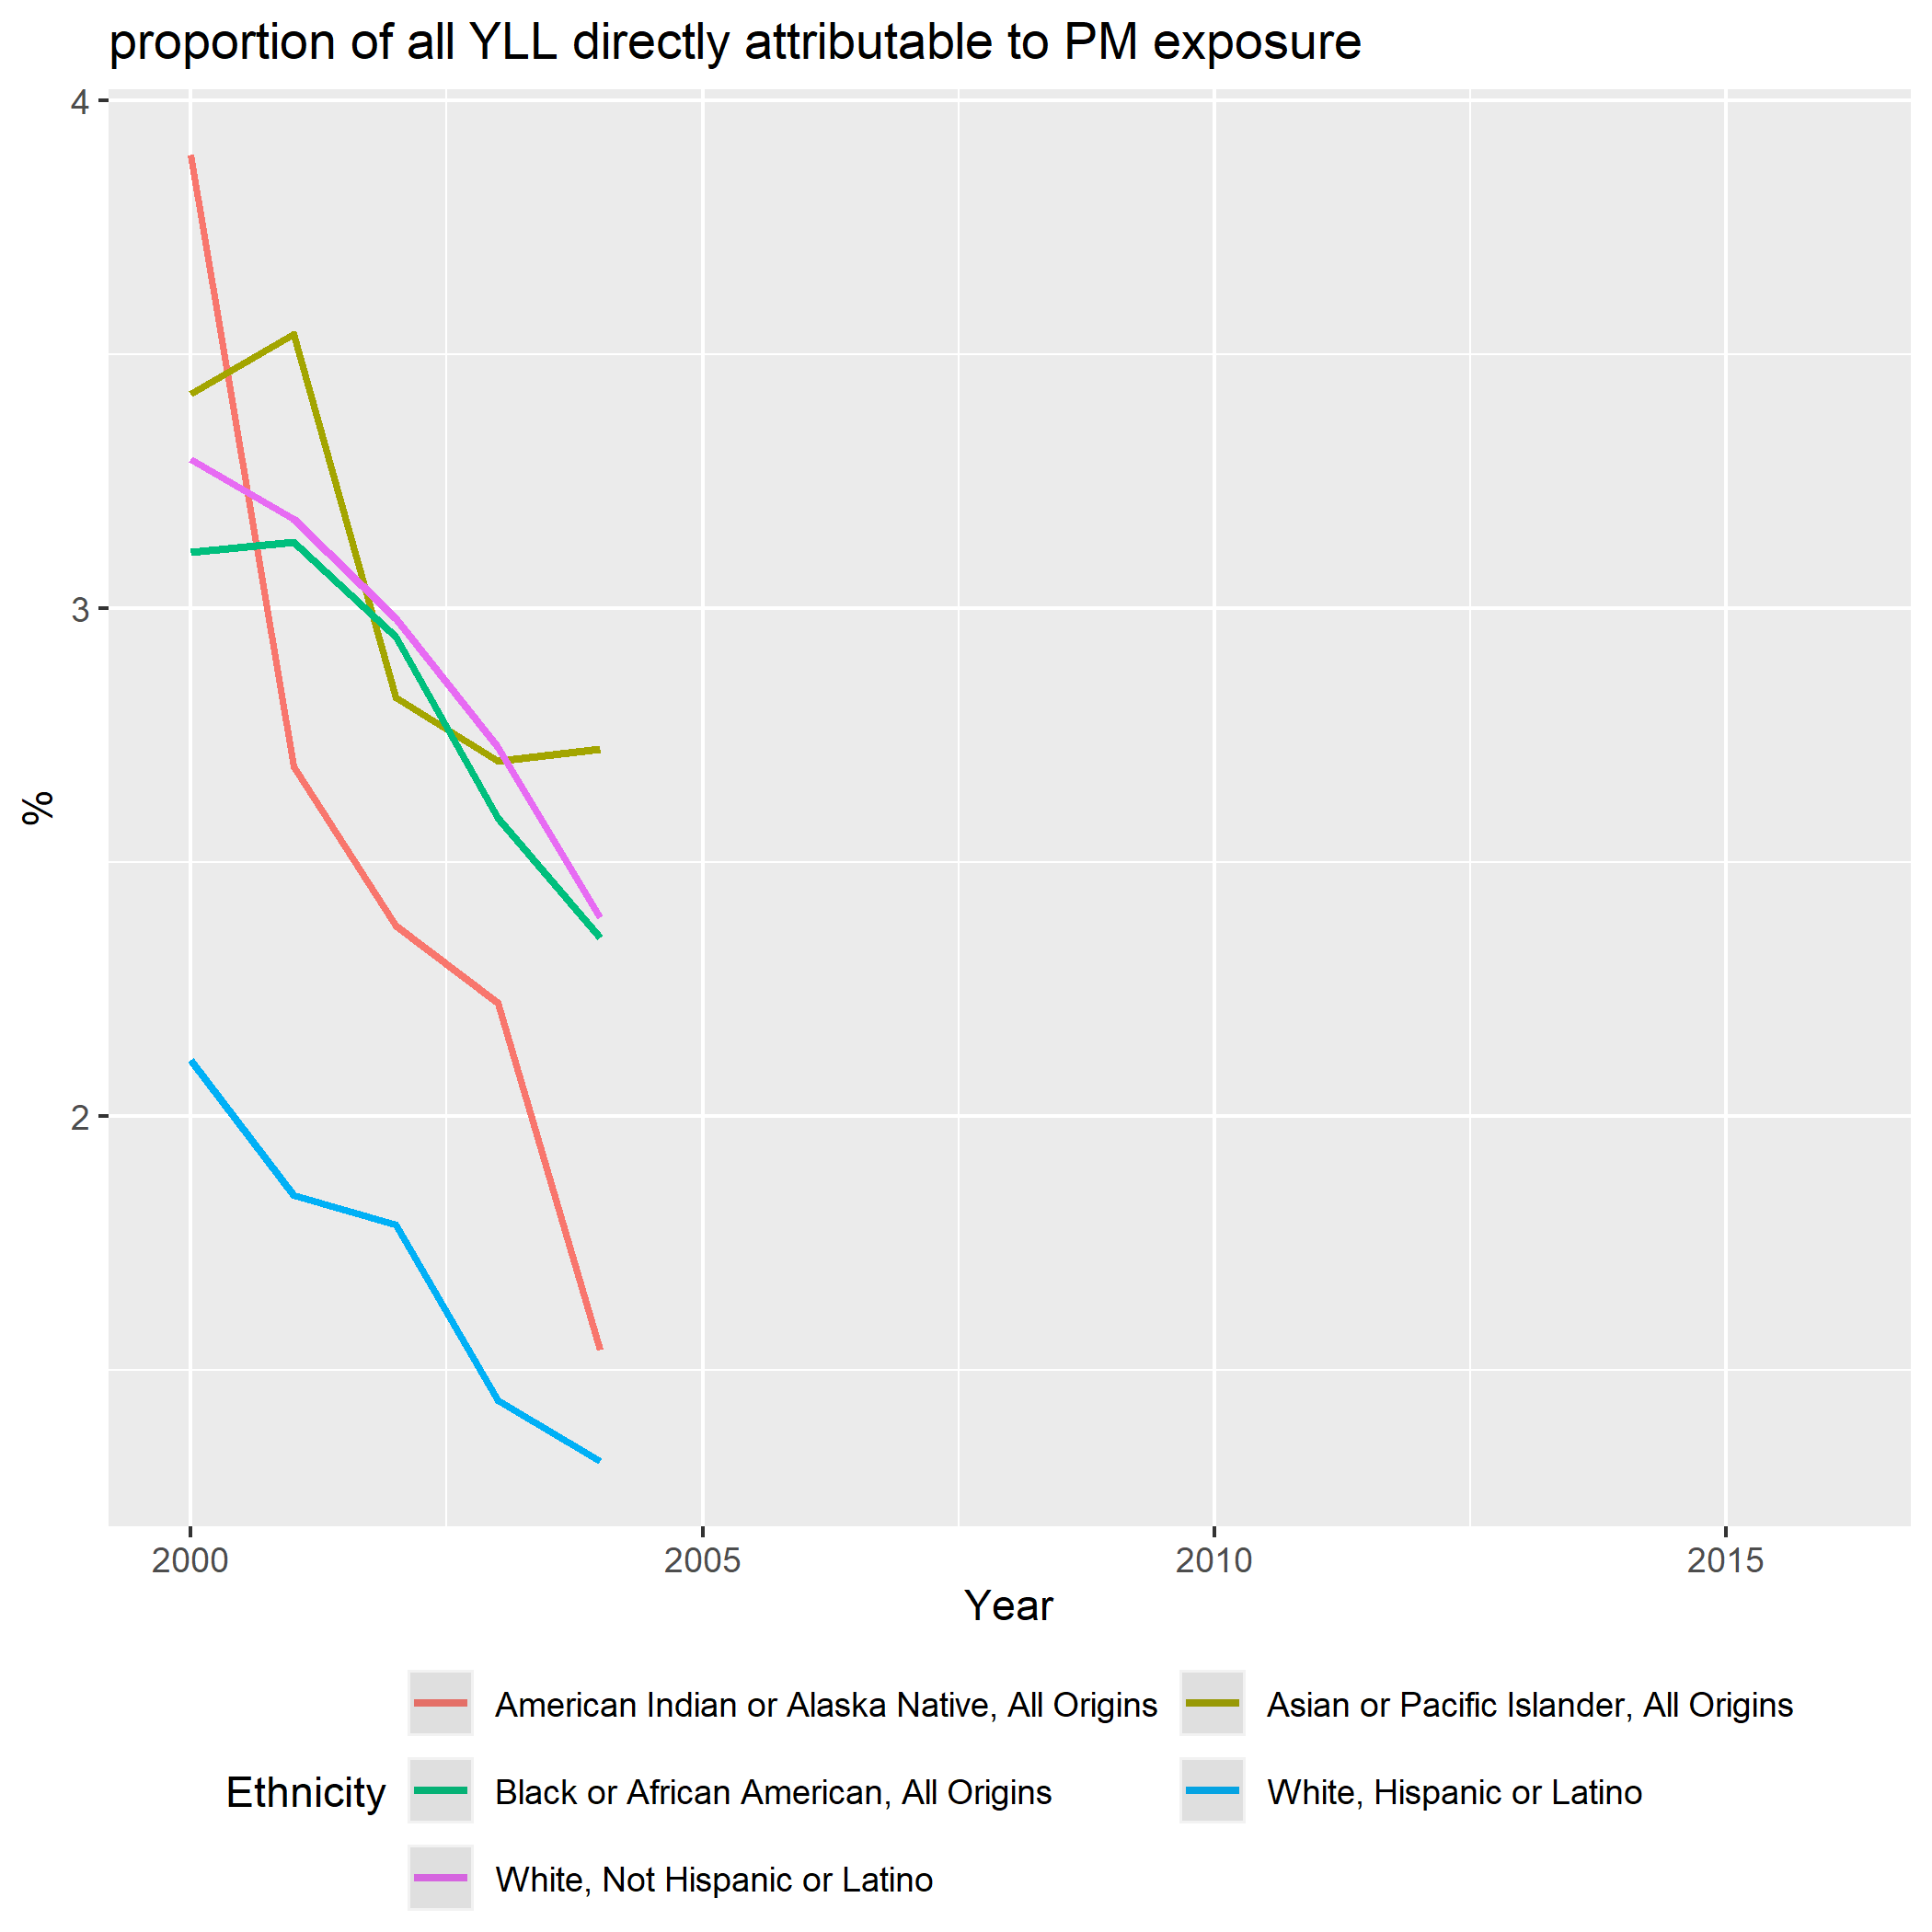 proportion of all YLL directly attributable to PM exposure
4
3
2
%
2000 2005 2010 2015
Year
Ethnicity
American Indian or Alaska Native, All Origins
Asian or Pacific Islander, All Origins
Black or African American, All Origins
White, Hispanic or Latino
White, Not Hispanic or Latino